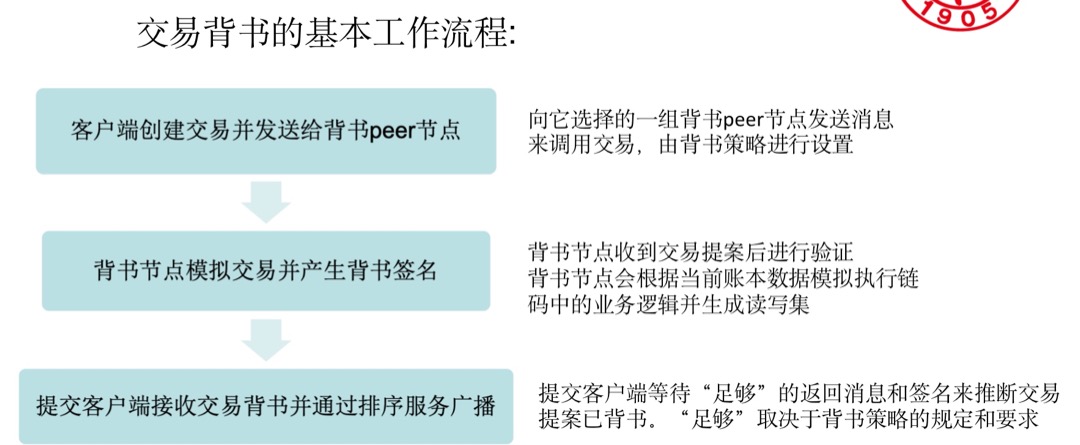 交易背书的基本工作流程:
1905
客户端创建交易并发送给背书peer节点
向它选择的一组背书peer节点发送消息
来调用交易，由背书策略进行设置
背书节点模拟交易并产生背书签名
背书节点收到交易提案后进行验证
背书节点会根据当前账本数据模拟执行链
码中的业务逻辑并生成读写集
提交客户端接收交易背书并通过排序服务广播
提交客户端等待“足够”的返回消息和签名来推断交易
提案已背书。“足够”取决于背书策略的规定和要求